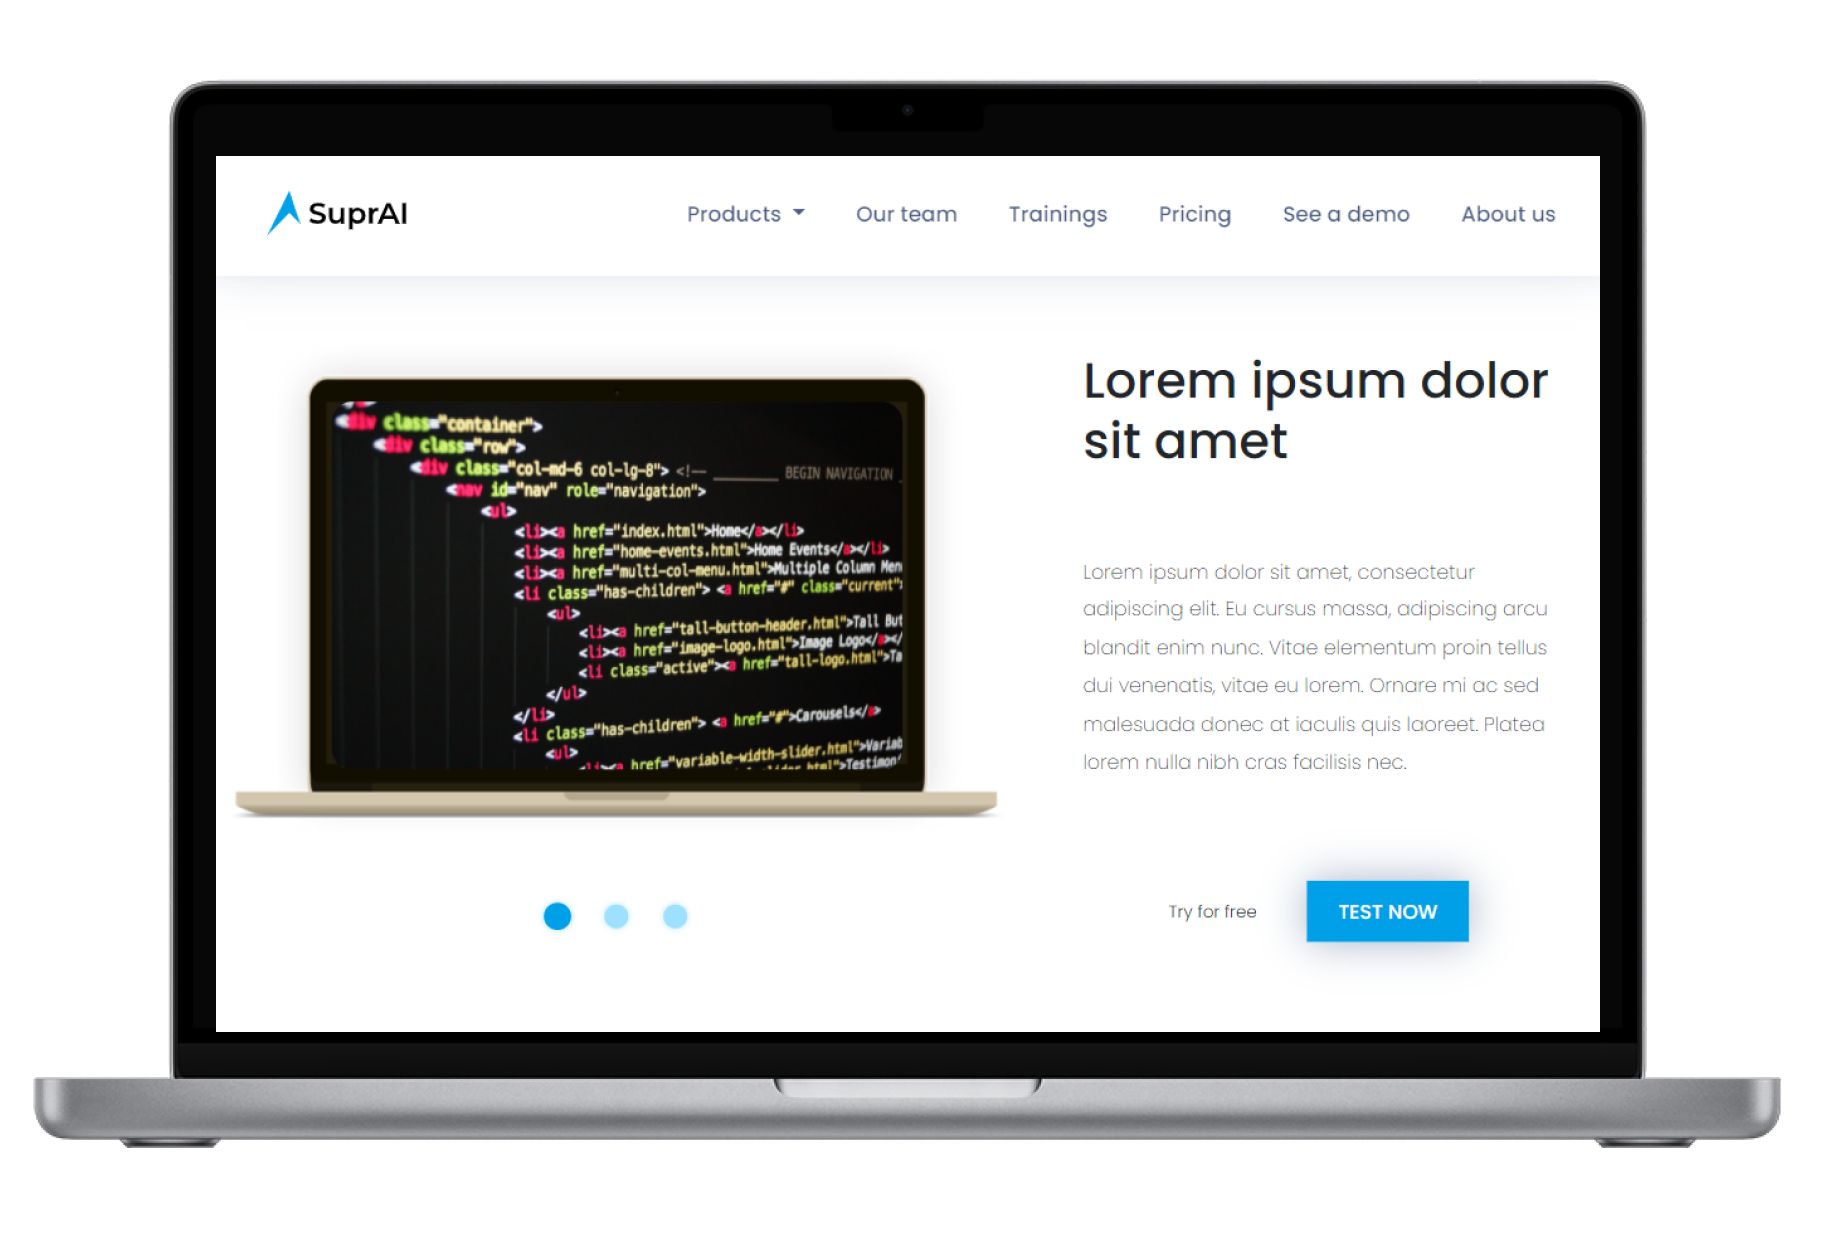 SuprAI
Products
Our team
Trainings
Pricing
See a demo
About us
<div class="container">
<div class="row">
<div class="col-md-6 col-lg-8"> <!-- BEGIN NAVIGATION
<nav id="nav" role="navigation">
<ul>
<li><a href="index.html">Home</a></li>
<li><a href="home-events.html">Home Events</a></li>
<li><a href="multi-col-menu.html">Multiple Column Men
<li class="has-children"> <a href="#" class="current">
<ul>
<li><a href="tall-button-header.html">Tall But
<li><a href="image-logo.html">Image Logo</a></
<li class="active"><a href="tall-logo.html">Ta
</ul>
</li>
<li class="has-children"> <a href="#">Carousels</a>
<ul>
<li><a href="variable-width-slider.html">Variab
slider.html">Testimon
Lorem ipsum dolor
sit amet
Lorem ipsum dolor sit amet, consectetur
adipiscing elit. Eu cursus massa, adipiscing arcu
blandit enim nunc. Vitae elementum proin tellus
dui venenatis, vitae eu lorem. Ornare mi ac sed
malesuada donec at iaculis quis laoreet. Platea
lorem nulla nibh cras facilisis nec.
Try for free
TEST NOW